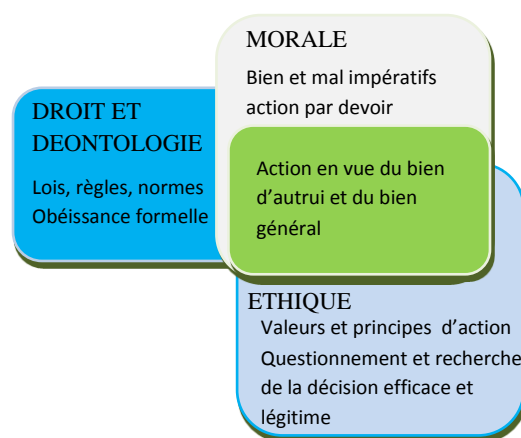 MORALE
Bien et mal impératifs
action par devoir
DROIT ET
DEONTOLOGIE
Lois, règles, normes
Obéissance formelle
Action en vue du bien
d'autrui et du bien
général
ETHIQUE
Valeurs et principes d'action
Questionnement et recherche
de la décision efficace et
légitime